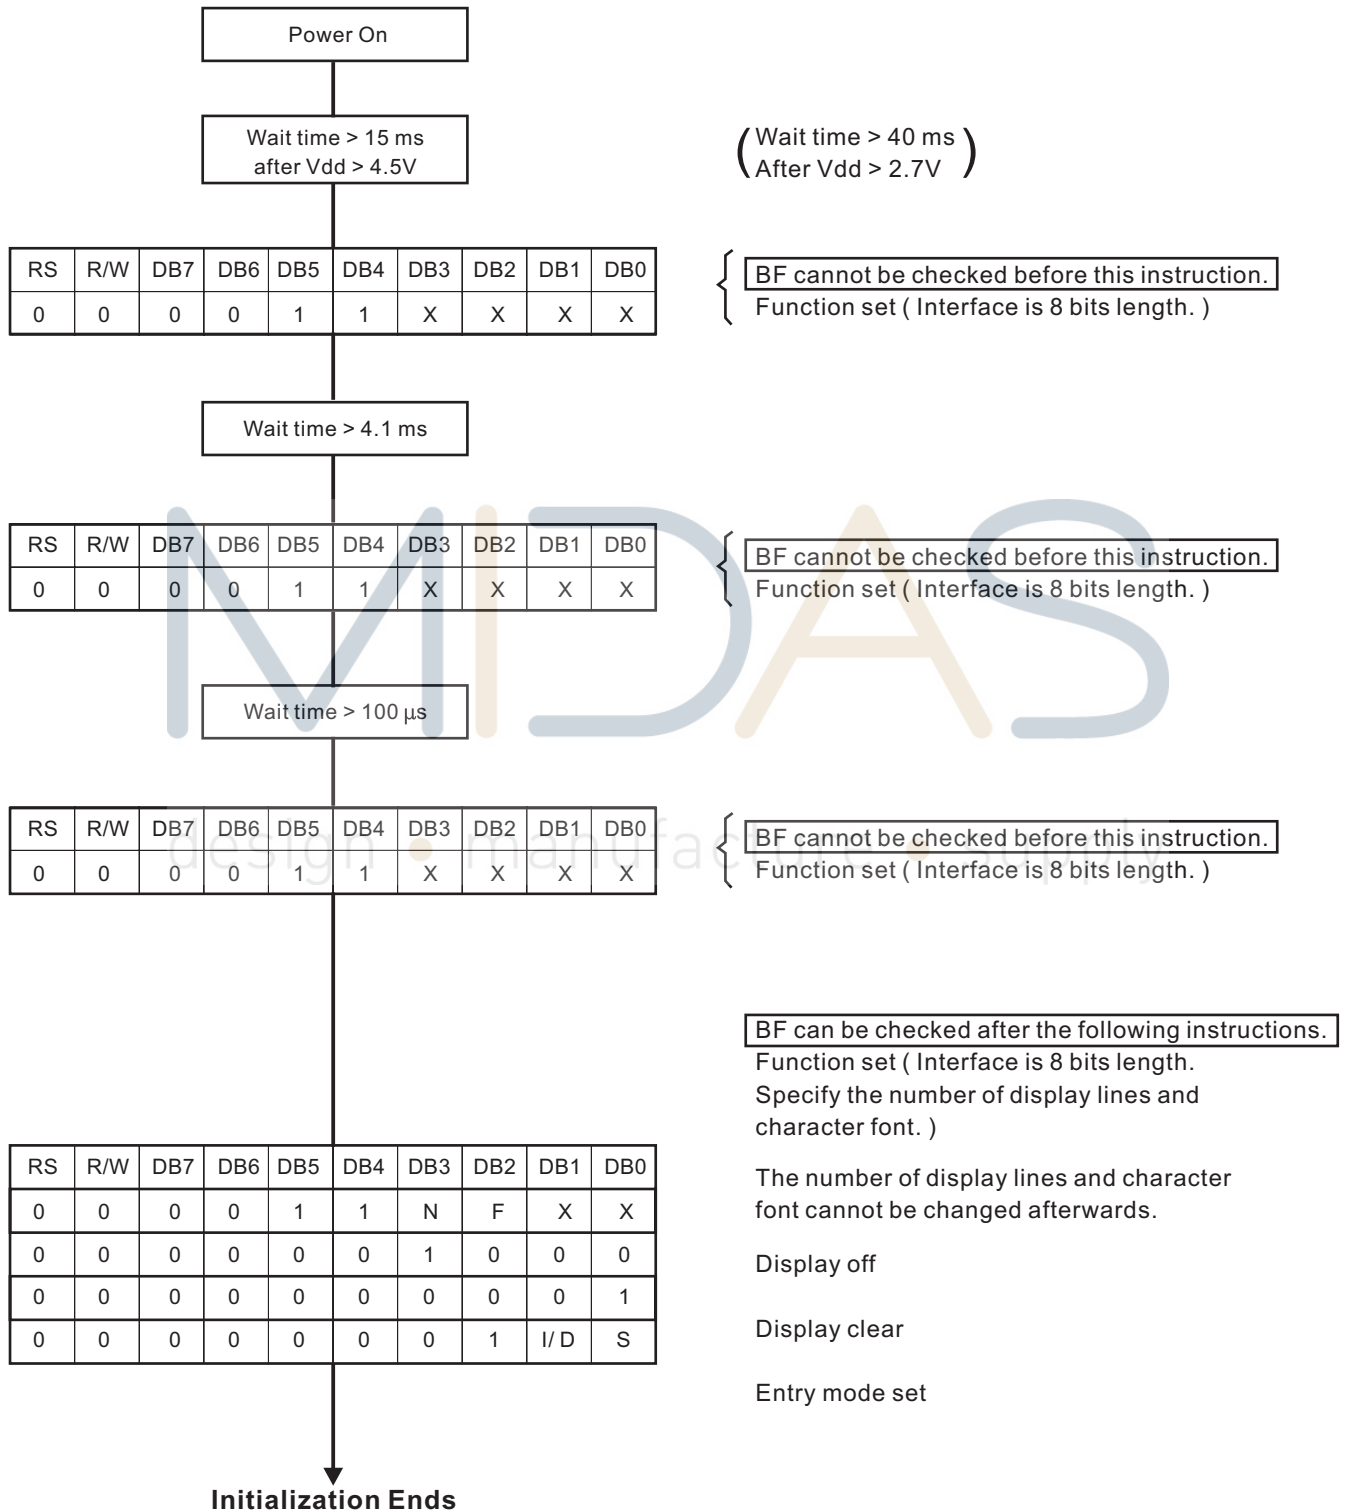 Power On
Wait time > 15 ms
after Vdd > 4.5V
(Wait time > 40 ms
After Vdd > 2.7V)
RS R/W DB7 DB6 DB5 DB4 DB3 DB2 DB1 DB0
0 0 0 0 1 1 X X X X
BF cannot be checked before this instruction.
Function set ( Interface is 8 bits length. )
Wait time > 4.1 ms
RS R/W DB7 DB6 DB5 DB4 DB3 DB2 DB1 DB0
0 0 0 0 1 1 X X X X
BF cannot be checked before this instruction.
Function set ( Interface is 8 bits length. )
MIDAS
Wait time > 100 µs
RS R/W DB7 DB6 DB5 DB4 DB3 DB2 DB1 DB0
0 0 0 0 1 1 X X X X
BF cannot be checked before this instruction.
Function set ( Interface is 8 bits length. )
design • manufacture • supply
BF can be checked after the following instructions.
Function set ( Interface is 8 bits length.
Specify the number of display lines and
character font. )
RS R/W DB7 DB6 DB5 DB4 DB3 DB2 DB1 DB0
0 0 0 0 1 1 N F X X
0 0 0 0 0 0 1 0 0 0
0 0 0 0 0 0 0 0 0 1
0 0 0 0 0 0 0 1 I/ D S
The number of display lines and character
font cannot be changed afterwards.
Display off
Display clear
Entry mode set
Initialization Ends